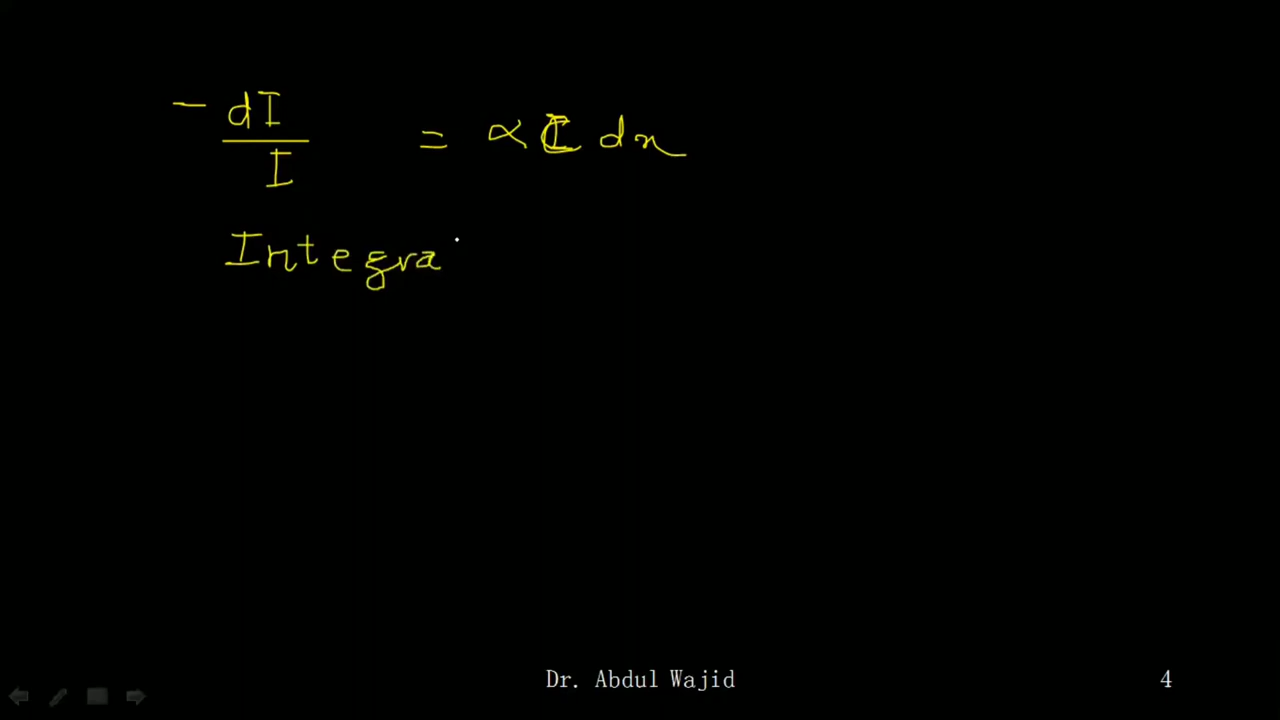 - dI / I = α C dx
Integra
Dr. Abdul Wajid
4